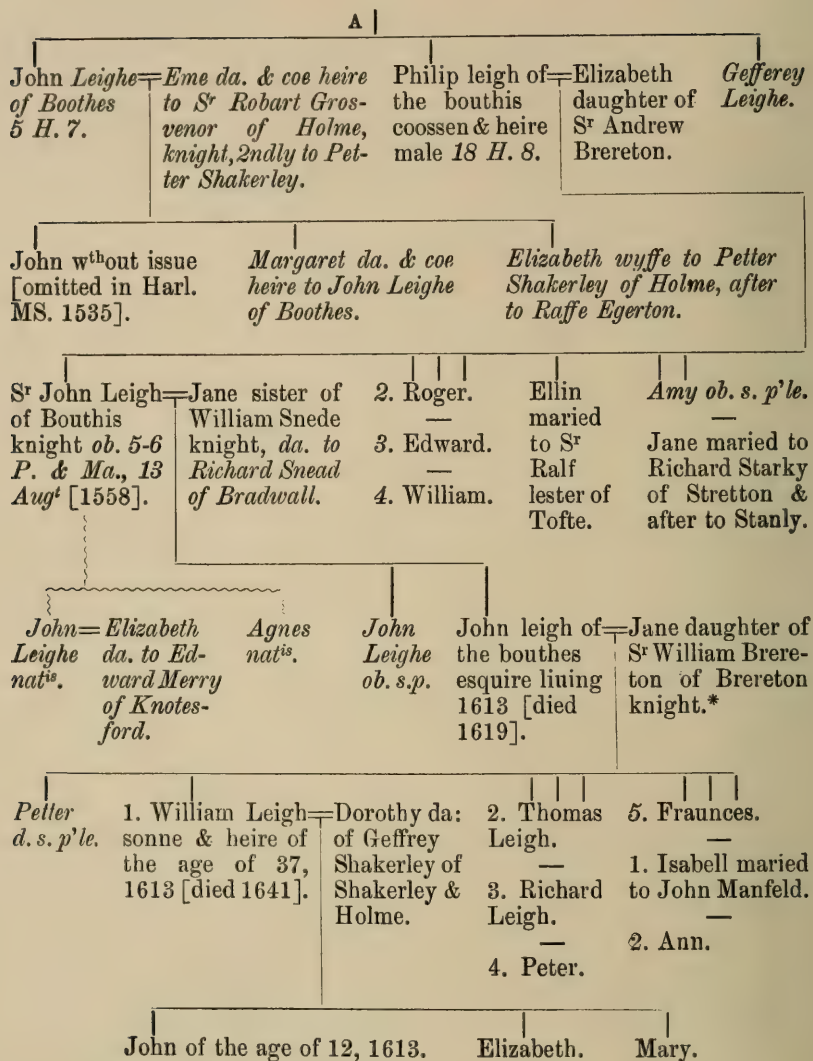 A
John Leighe
of Boothes
5 H. 7.
Eme da. & coe heire
to Sʳ Robart Gros-
venor of Holme,
knight, 2ndly to Pet-
ter Shakerley.
Philip leigh of
the bouthis
coossen & heire
male 18 H. 8.
Elizabeth
daughter of
Sʳ Andrew
Brereton.
Gefferey
Leighe.
John wᵗʰout issue
[omitted in Harl.
MS. 1535].
Margaret da. & coe
heire to John Leighe
of Boothes.
Elizabeth wyffe to Petter
Shakerley of Holme, after
to Raffe Egerton.
Sʳ John Leigh
of Bouthis
knight ob. 5-6
P. & Ma., 13
Augᵗ [1558].
Jane sister of
William Snede
knight, da. to
Richard Snead
of Bradwall.
2. Roger.
—
3. Edward.
—
4. William.
Ellin
maried
to Sʳ
Ralf
lester of
Tofte.
Amy ob. s. p'le.
—
Jane maried to
Richard Starky
of Stretton &
after to Stanly.
John
Leighe
natⁱˢ.
Elizabeth
da. to Ed-
ward Merry
of Knotes-
ford.
Agnes
natⁱˢ.
John
Leighe
ob. s.p.
John leigh of
the bouthes
esquire liuing
1613 [died
1619].
Jane daughter of
Sʳ William Brere-
ton of Brereton
knight.*
Petter
d. s. p'le.
1. William Leigh
sonne & heire of
the age of 37,
1613 [died 1641].
Dorothy da:
of Geffrey
Shakerley of
Shakerley &
Holme.
2. Thomas
Leigh.
—
3. Richard
Leigh.
—
4. Peter.
5. Fraunces.
—
1. Isabell maried
to John Manfeld.
—
2. Ann.
John of the age of 12, 1613.
Elizabeth.
Mary.